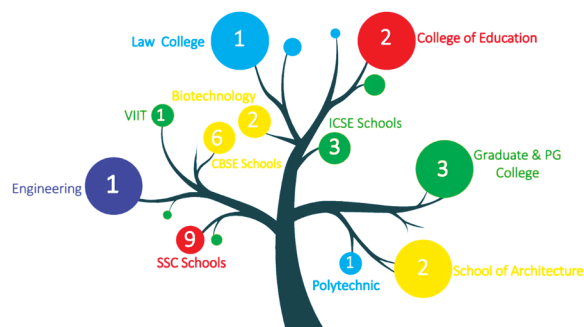 Law College
1
2
College of Education
Biotechnology
2
VIIT
1
6
CBSE Schools
ICSE Schools
3
3
Graduate & PG
College
Engineering
1
9
SSC Schools
1
Polytechnic
2
School of Architecture